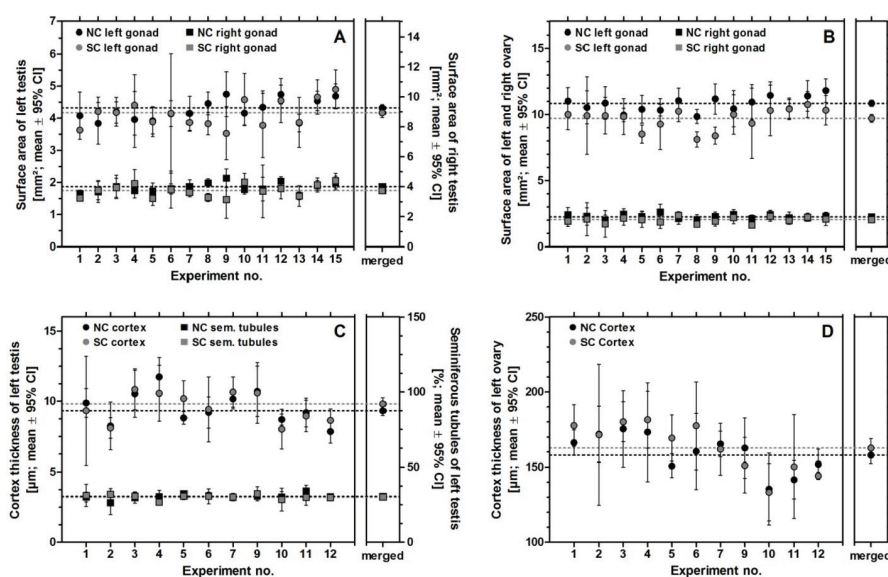 A
NC left gonad
NC right gonad
SC left gonad
SC right gonad
Surface area of left testis
[mm²; mean ± 95% CI]
7
6
5
4
3
2
1
0
1 2 3 4 5 6 7 8 9 10 11 12 13 14 15
Experiment no.
merged
14
12
10
8
6
4
2
0
Surface area of right testis
[mm²; mean ± 95% CI]
B
NC left gonad
NC right gonad
SC left gonad
SC right gonad
Surface area of left and right ovary
[mm²; mean ± 95% CI]
15
10
5
0
1 2 3 4 5 6 7 8 9 10 11 12 13 14 15
Experiment no.
merged
C
NC cortex
NC sem. tubules
SC cortex
SC sem. tubules
Cortex thickness of left testis
[µm; mean ± 95% CI]
15
10
5
0
1 2 3 4 5 6 7 9 10 11 12
Experiment no.
merged
150
100
50
0
Seminiferous tubules of left testis
[%; mean ± 95% CI]
D
NC Cortex
SC Cortex
Cortex thickness of left ovary
[µm; mean ± 95% CI]
250
200
150
100
1 2 3 4 5 6 7 9 10 11 12
Experiment no.
merged